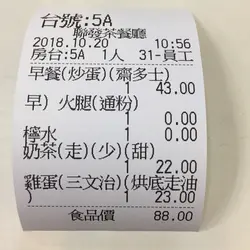 台號:5A
聯發茶餐廳
2018.10.20 10:56
房台:5A 1人 31-員工
早餐(炒蛋)(齋多士)
1 43.00
早) 火腿(通粉)
1 0.00
檸水 1 0.00
奶茶(走)(少)(甜)
1 22.00
雞蛋(三文治)(烘底走油)
1 23.00
食品價 88.00